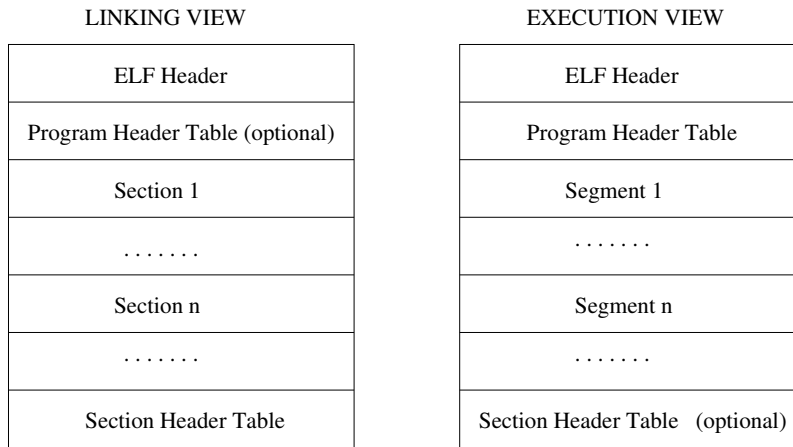 LINKING VIEW
ELF Header
Program Header Table (optional)
Section 1
. . . . . . .
Section n
. . . . . . .
Section Header Table
EXECUTION VIEW
ELF Header
Program Header Table
Segment 1
. . . . . . .
Segment n
. . . . . . .
Section Header Table (optional)